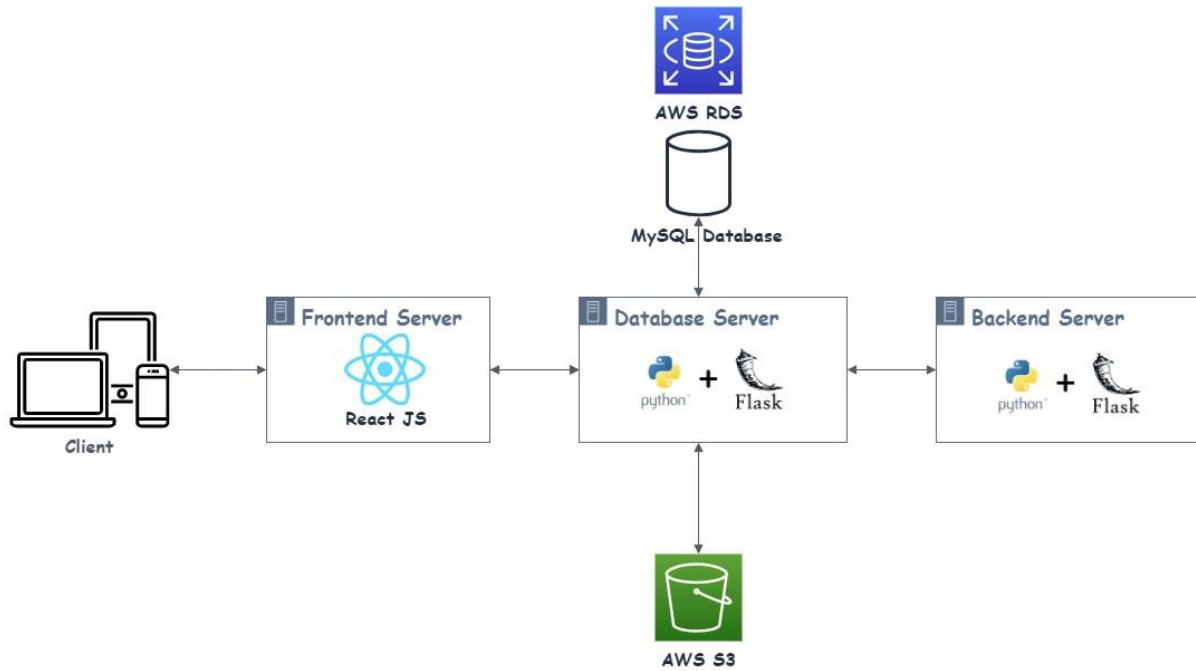 AWS RDS
MySQL Database
Frontend Server
React JS
Client
Database Server
python
+
Flask
Backend Server
python
+
Flask
AWS S3